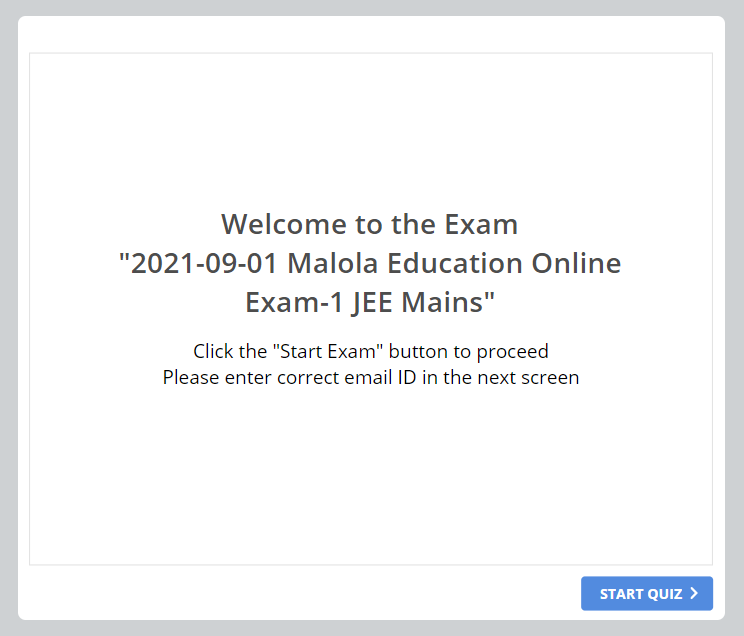 Welcome to the Exam
"2021-09-01 Malola Education Online
Exam-1 JEE Mains"
Click the "Start Exam" button to proceed
Please enter correct email ID in the next screen
START QUIZ